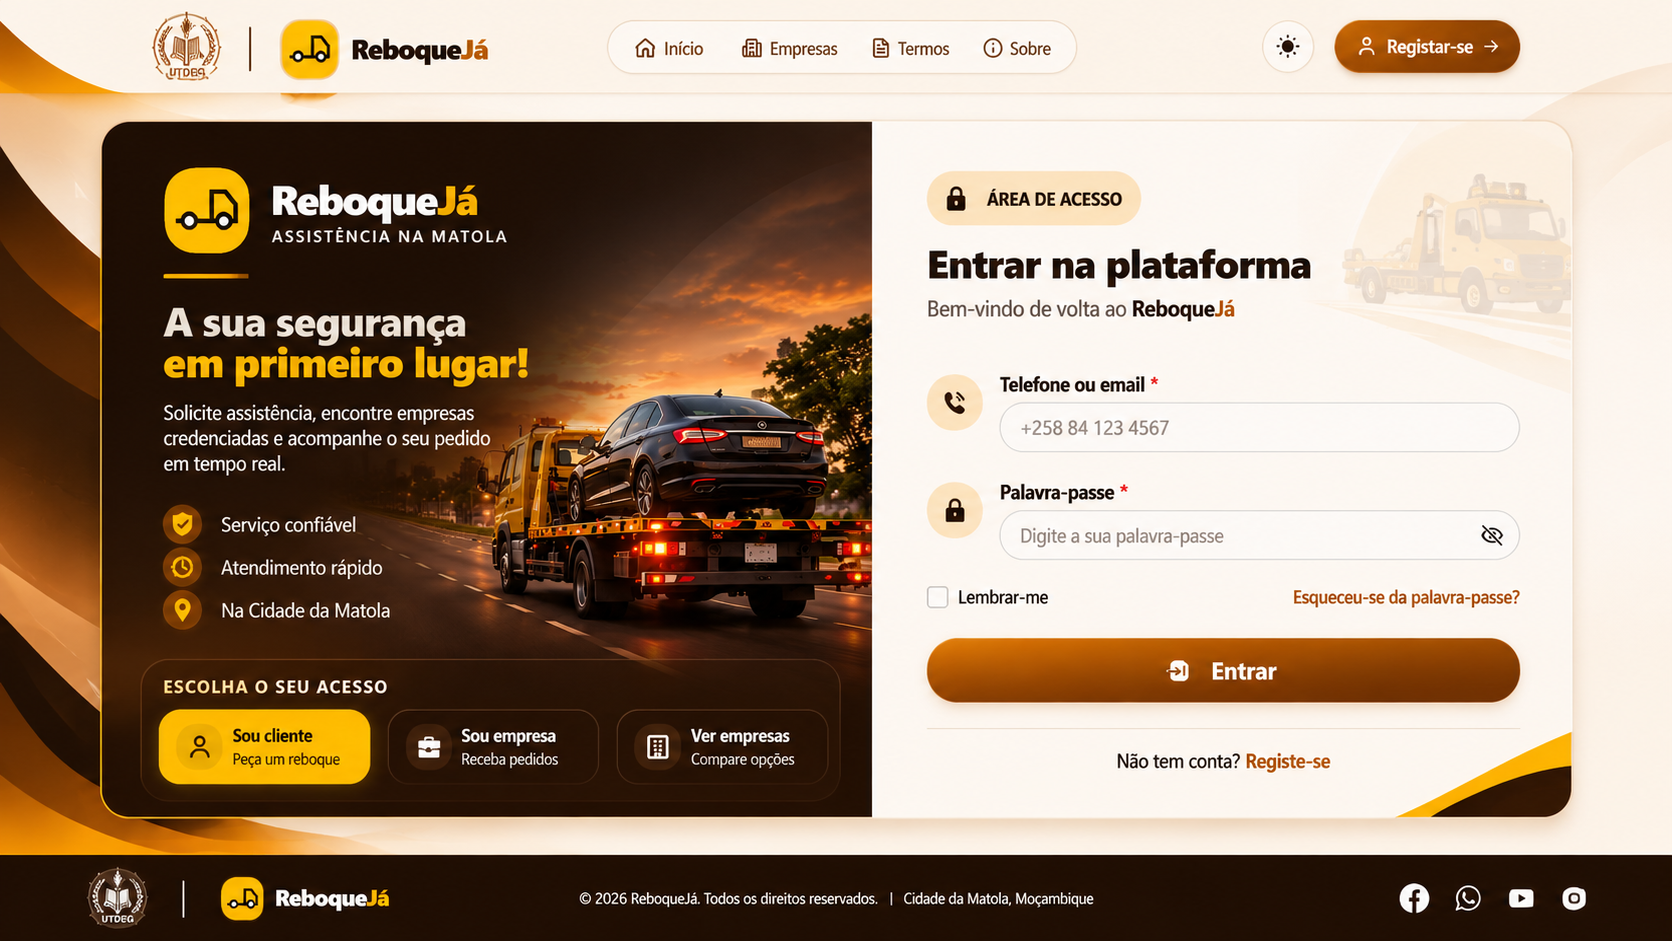 UTDEG
ReboqueJá
Início
Empresas
Termos
Sobre
Registar-se
ReboqueJá
ASSISTÊNCIA NA MATOLA
A sua segurança
em primeiro lugar!
Solicite assistência, encontre empresas
credenciadas e acompanhe o seu pedido
em tempo real.
Serviço confiável
Atendimento rápido
Na Cidade da Matola
ESCOLHA O SEU ACESSO
Sou cliente
Peça um reboque
Sou empresa
Receba pedidos
Ver empresas
Compare opções
ÁREA DE ACESSO
Entrar na plataforma
Bem-vindo de volta ao ReboqueJá
Telefone ou email *
+258 84 123 4567
Palavra-passe *
Digite a sua palavra-passe
Lembrar-me
Esqueceu-se da palavra-passe?
Entrar
Não tem conta? Registe-se
UTDEG
ReboqueJá
© 2026 ReboqueJá. Todos os direitos reservados. | Cidade da Matola, Moçambique